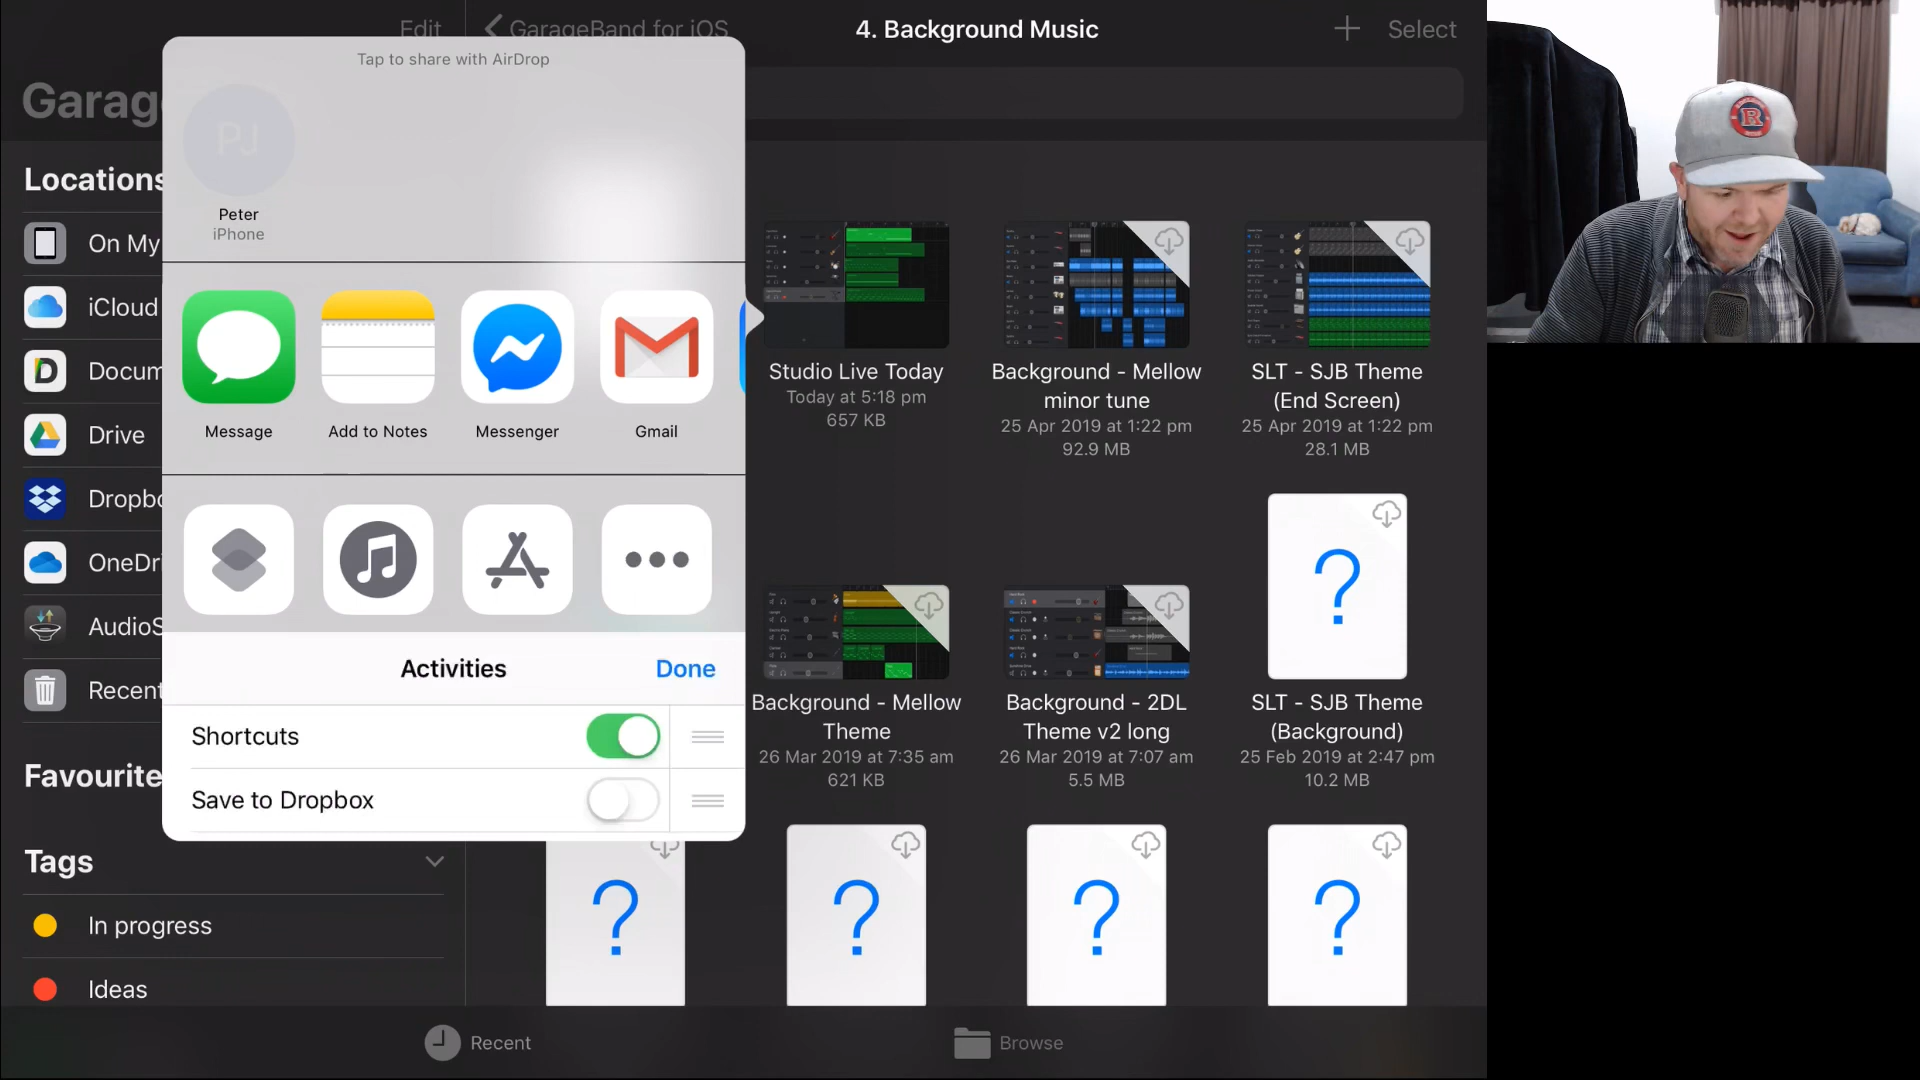 Edit
GarageBand for iOS
4. Background Music
Select
Garag
Tap to share with AirDrop
PJ
Peter
iPhone
Locations
On My
iCloud
Docum
Drive
Dropbo
OneDri
AudioS
Recent
Favourite
Tags
In progress
Ideas
Message
Add to Notes
Messenger
Gmail
Activities
Done
Shortcuts
Save to Dropbox
Studio Live Today
Today at 5:18 pm
657 KB
Background - Mellow
minor tune
25 Apr 2019 at 1:22 pm
92.9 MB
SLT - SJB Theme
(End Screen)
25 Apr 2019 at 1:22 pm
28.1 MB
Background - Mellow
Theme
26 Mar 2019 at 7:35 am
621 KB
Background - 2DL
Theme v2 long
26 Mar 2019 at 7:07 am
5.5 MB
?
SLT - SJB Theme
(Background)
25 Feb 2019 at 2:47 pm
10.2 MB
?
?
?
?
Recent
Browse
R